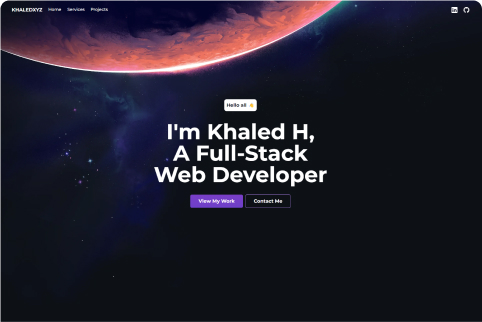 KHALEDXYZ Home Services Projects
Hello all 👋
I'm Khaled H,
A Full-Stack
Web Developer
View My Work Contact Me